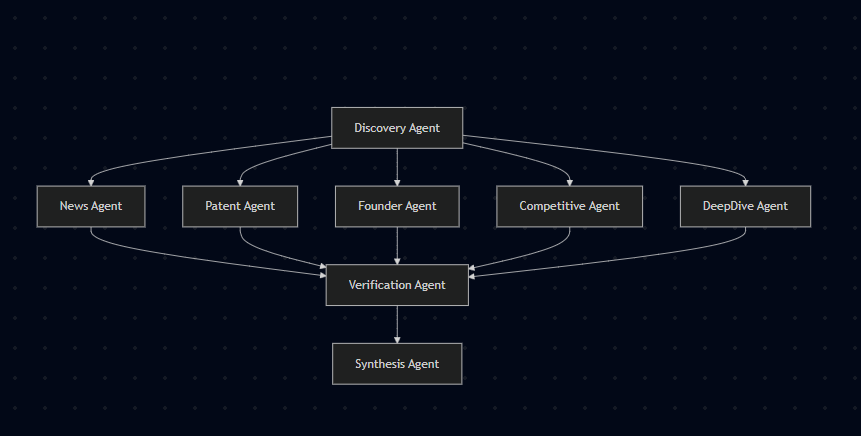 Discovery Agent
News Agent
Patent Agent
Founder Agent
Competitive Agent
DeepDive Agent
Verification Agent
Synthesis Agent